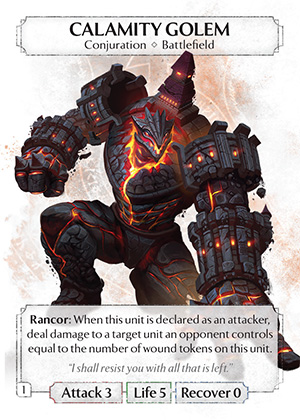 CALAMITY GOLEM
Conjuration ⋄ Battlefield
Rancor: When this unit is declared as an attacker,
deal damage to a target unit an opponent controls
equal to the number of wound tokens on this unit.
"I shall resist you with all that is left."
1
Attack 3 Life 5 Recover 0